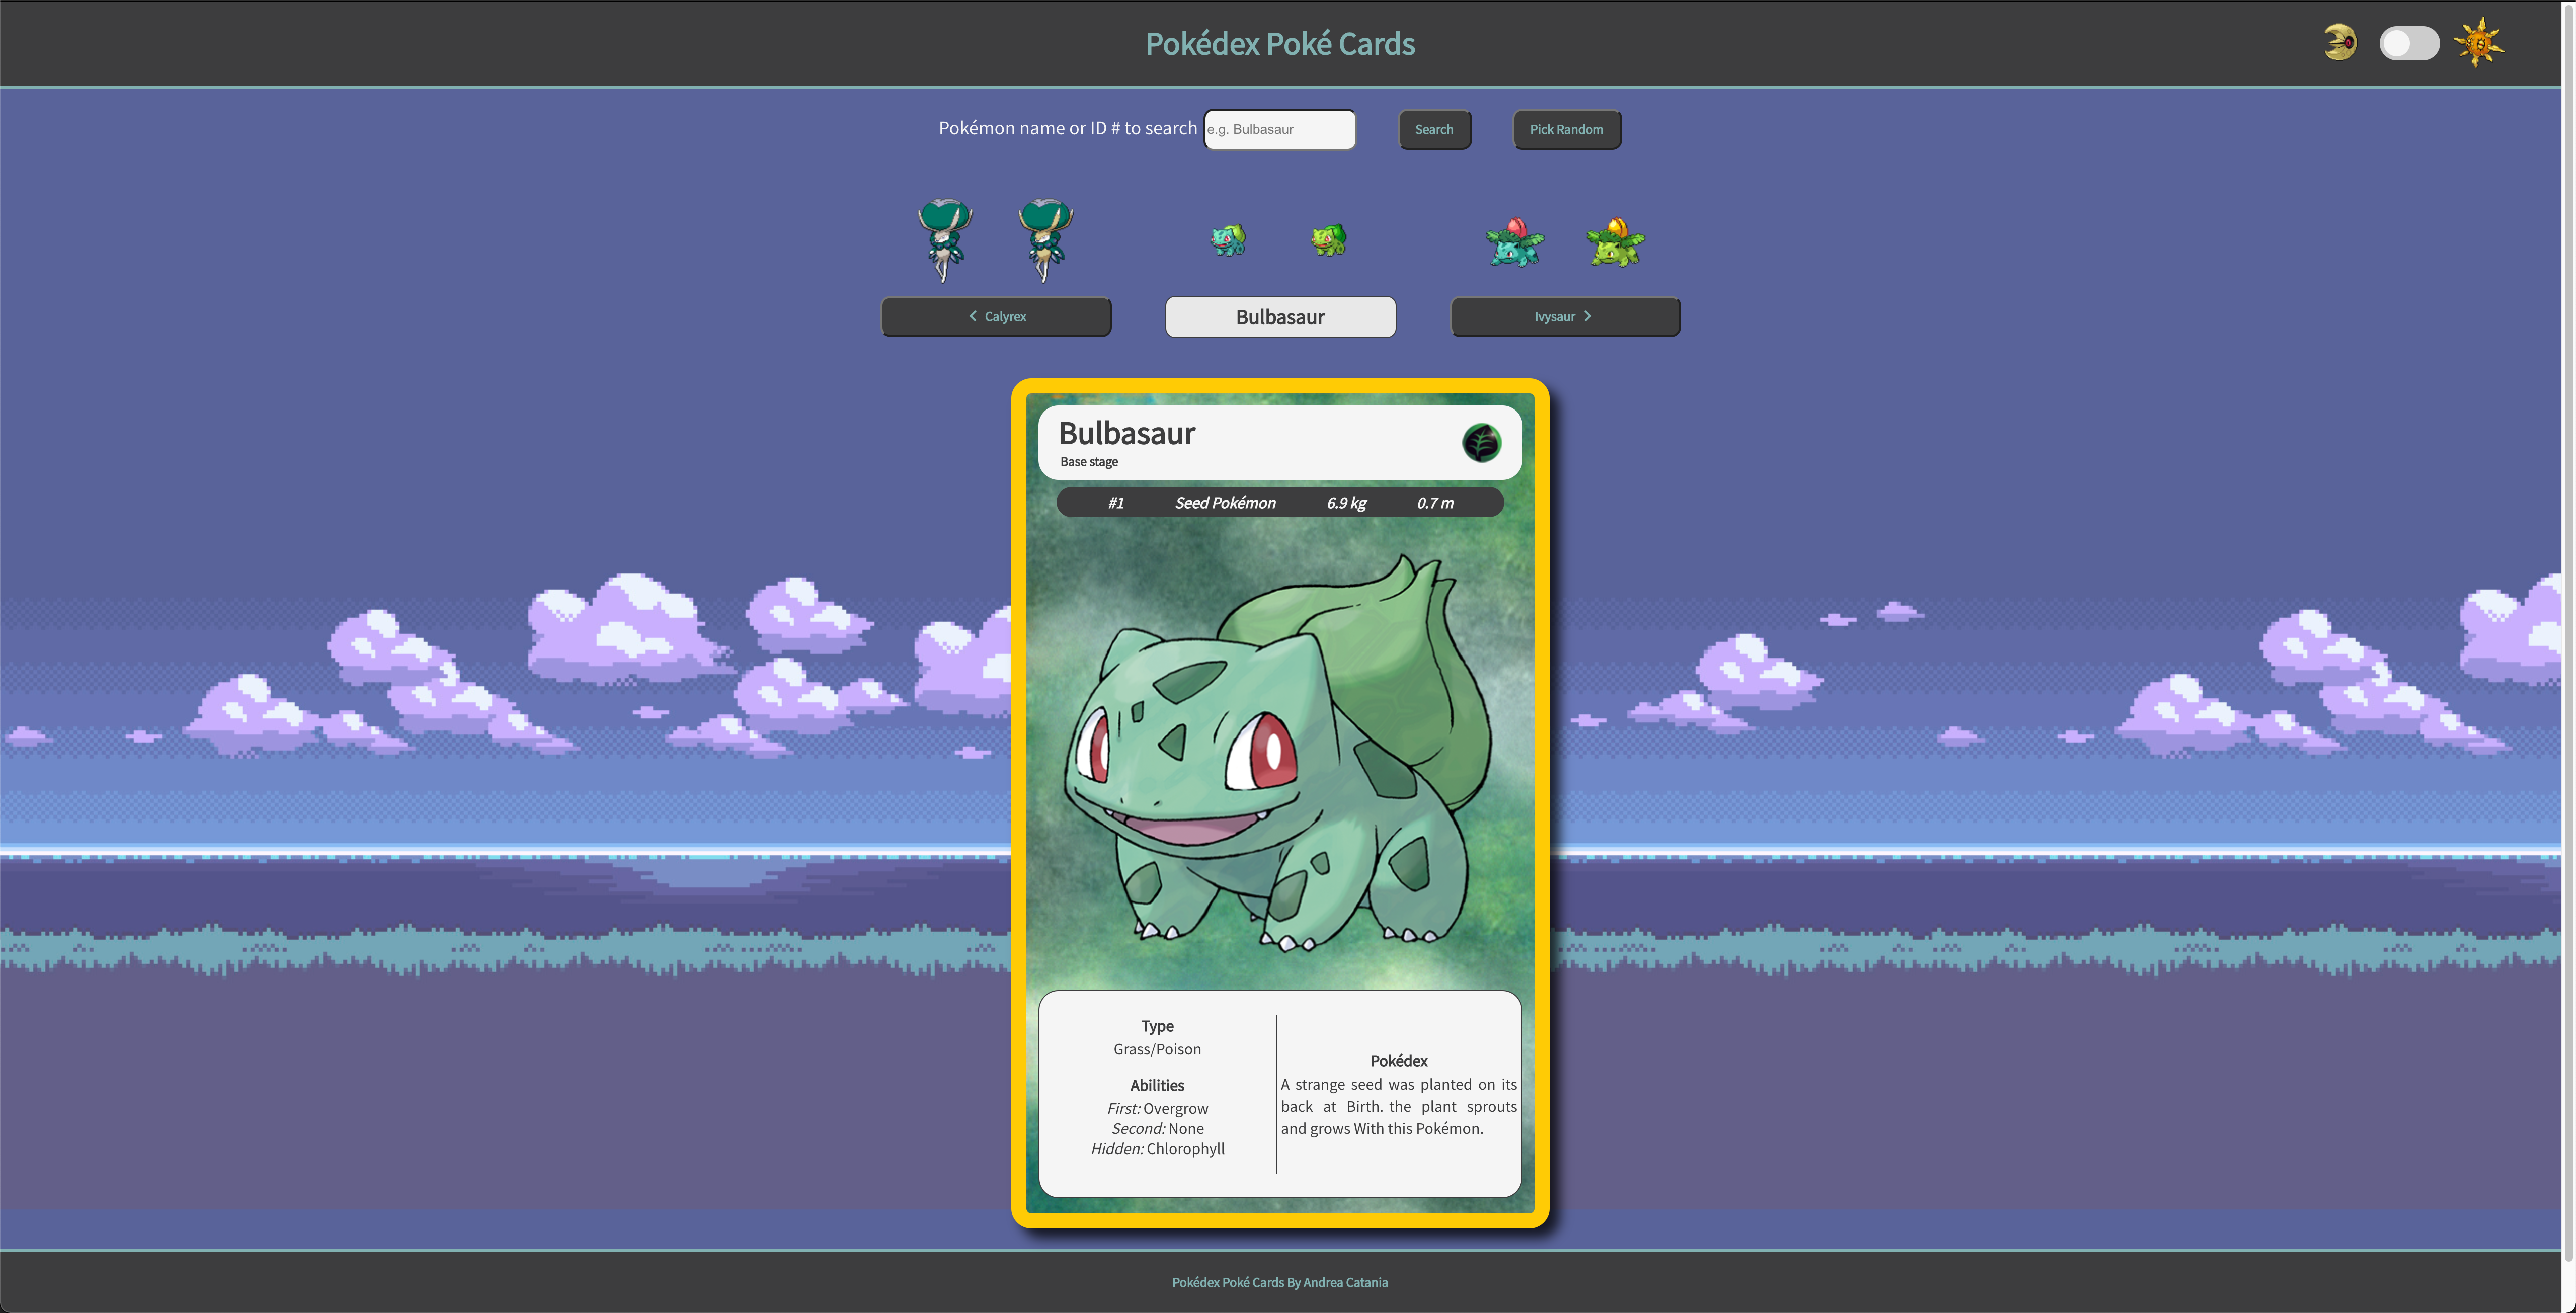 Pokédex Poké Cards
Pokémon name or ID # to search e.g. Bulbasaur Search Pick Random
Calyrex Bulbasaur Ivysaur
Bulbasaur
Base stage
#1 Seed Pokémon 6.9 kg 0.7 m
Type
Grass/Poison
Abilities
First: Overgrow
Second: None
Hidden: Chlorophyll
Pokédex
A strange seed was planted on its
back at Birth. the plant sprouts
and grows With this Pokémon.
Pokédex Poké Cards By Andrea Catania